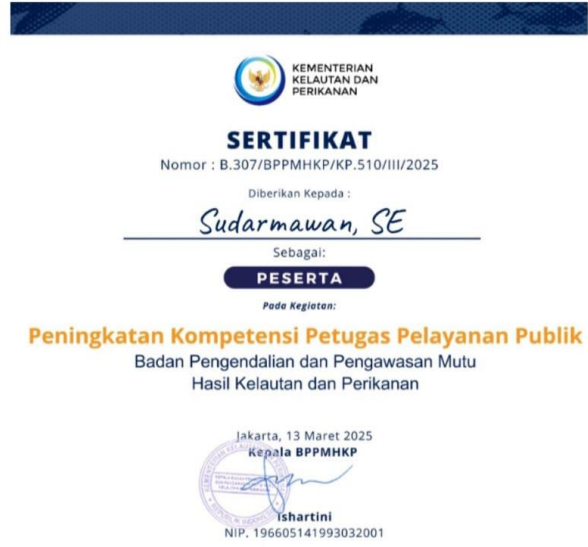 KEMENTERIAN
KELAUTAN DAN
PERIKANAN
SERTIFIKAT
Nomor : B.307/BPPMHKP/KP.510/III/2025
Diberikan Kepada :
Sudarmawan, SE
Sebagai:
PESERTA
Pada Kegiatan:
Peningkatan Kompetensi Petugas Pelayanan Publik
Badan Pengendalian dan Pengawasan Mutu
Hasil Kelautan dan Perikanan
Jakarta, 13 Maret 2025
Kepala BPPMHKP
Ishartini
NIP. 196605141993032001